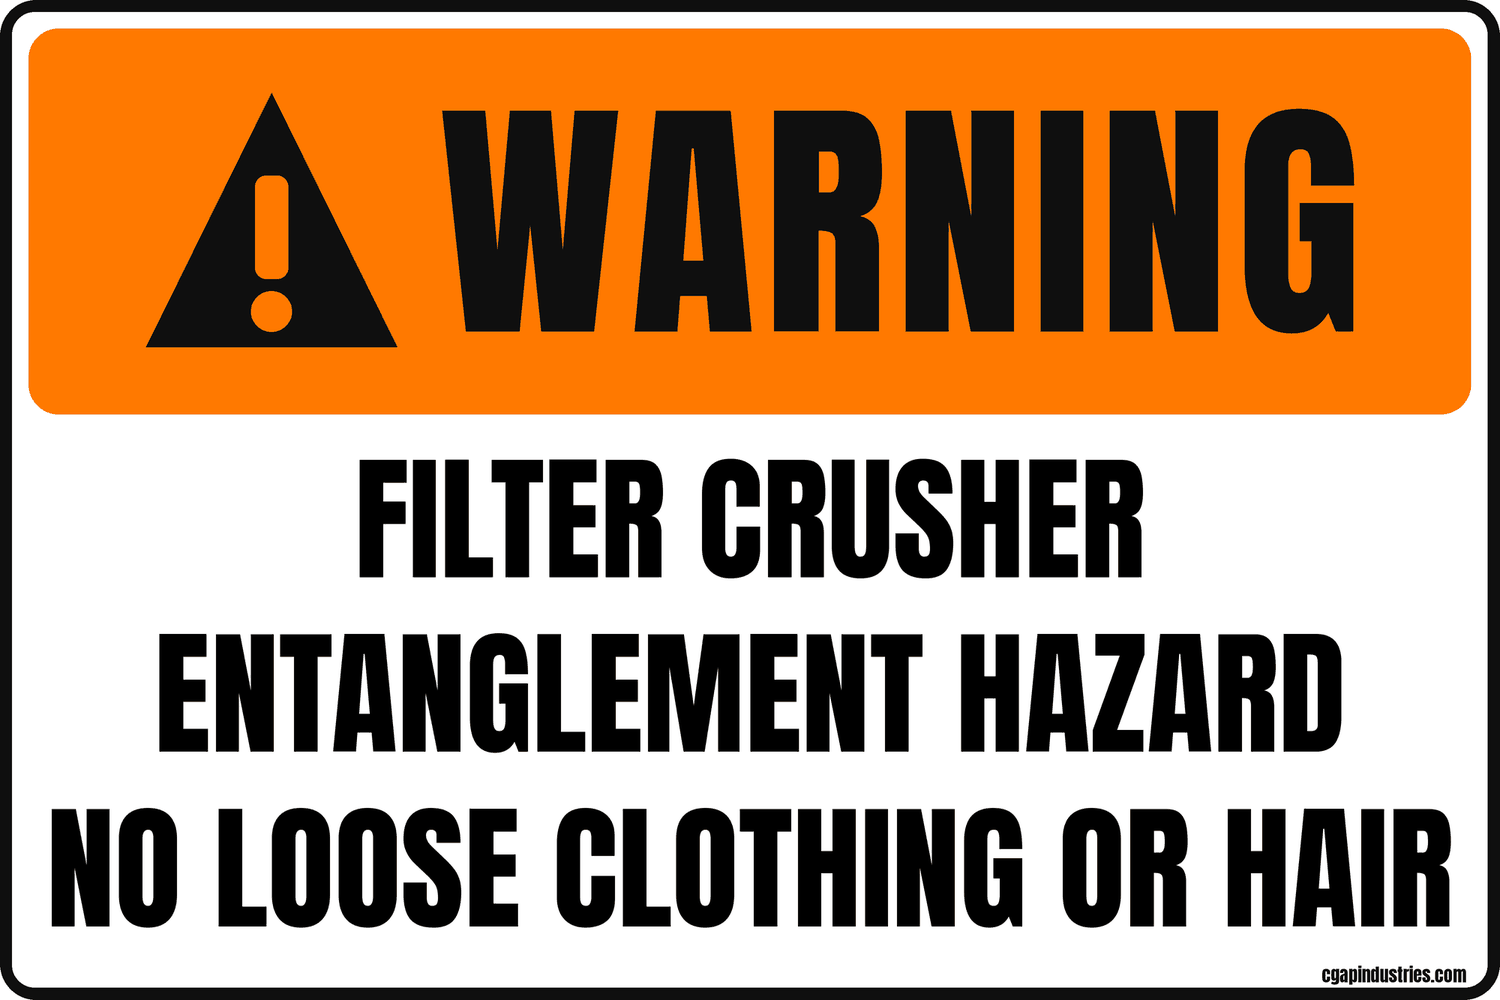 WARNING
FILTER CRUSHER
ENTANGLEMENT HAZARD
NO LOOSE CLOTHING OR HAIR
cgapindustries.com